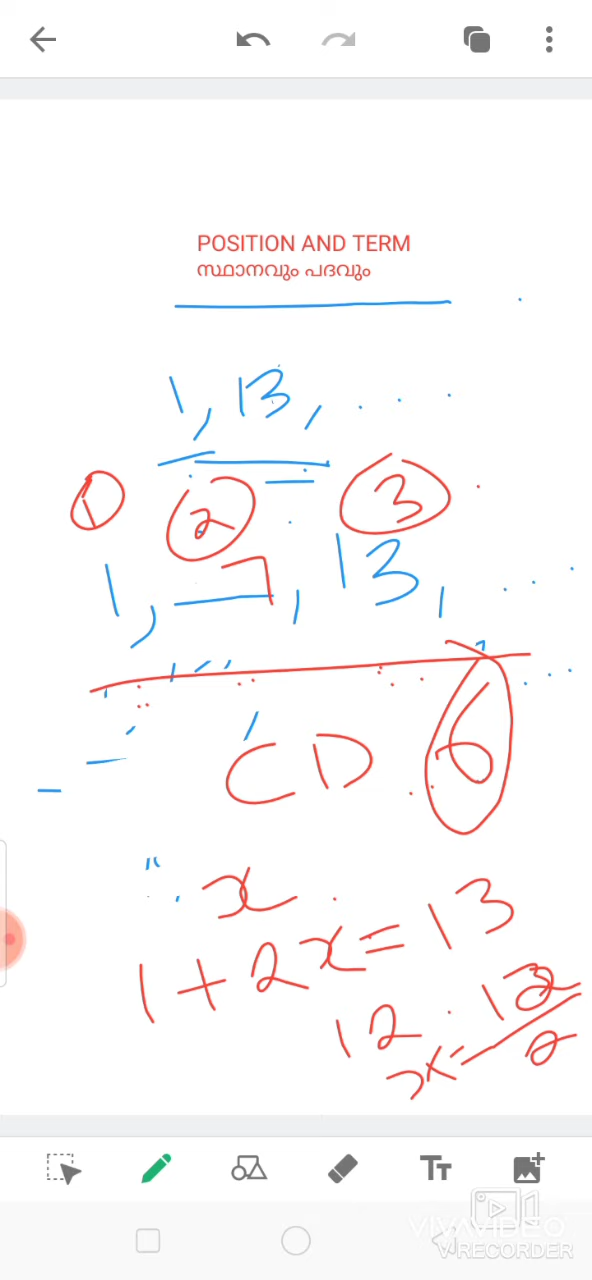 POSITION AND TERM
സ്ഥാനവും പദവും
1, 13, . . .
1 2 3
1, 7, 13, . . .
CD 6
x
1 + 2x = 13
12
x = 12/2
Tт
VIVAVIDEO
VRECORDER